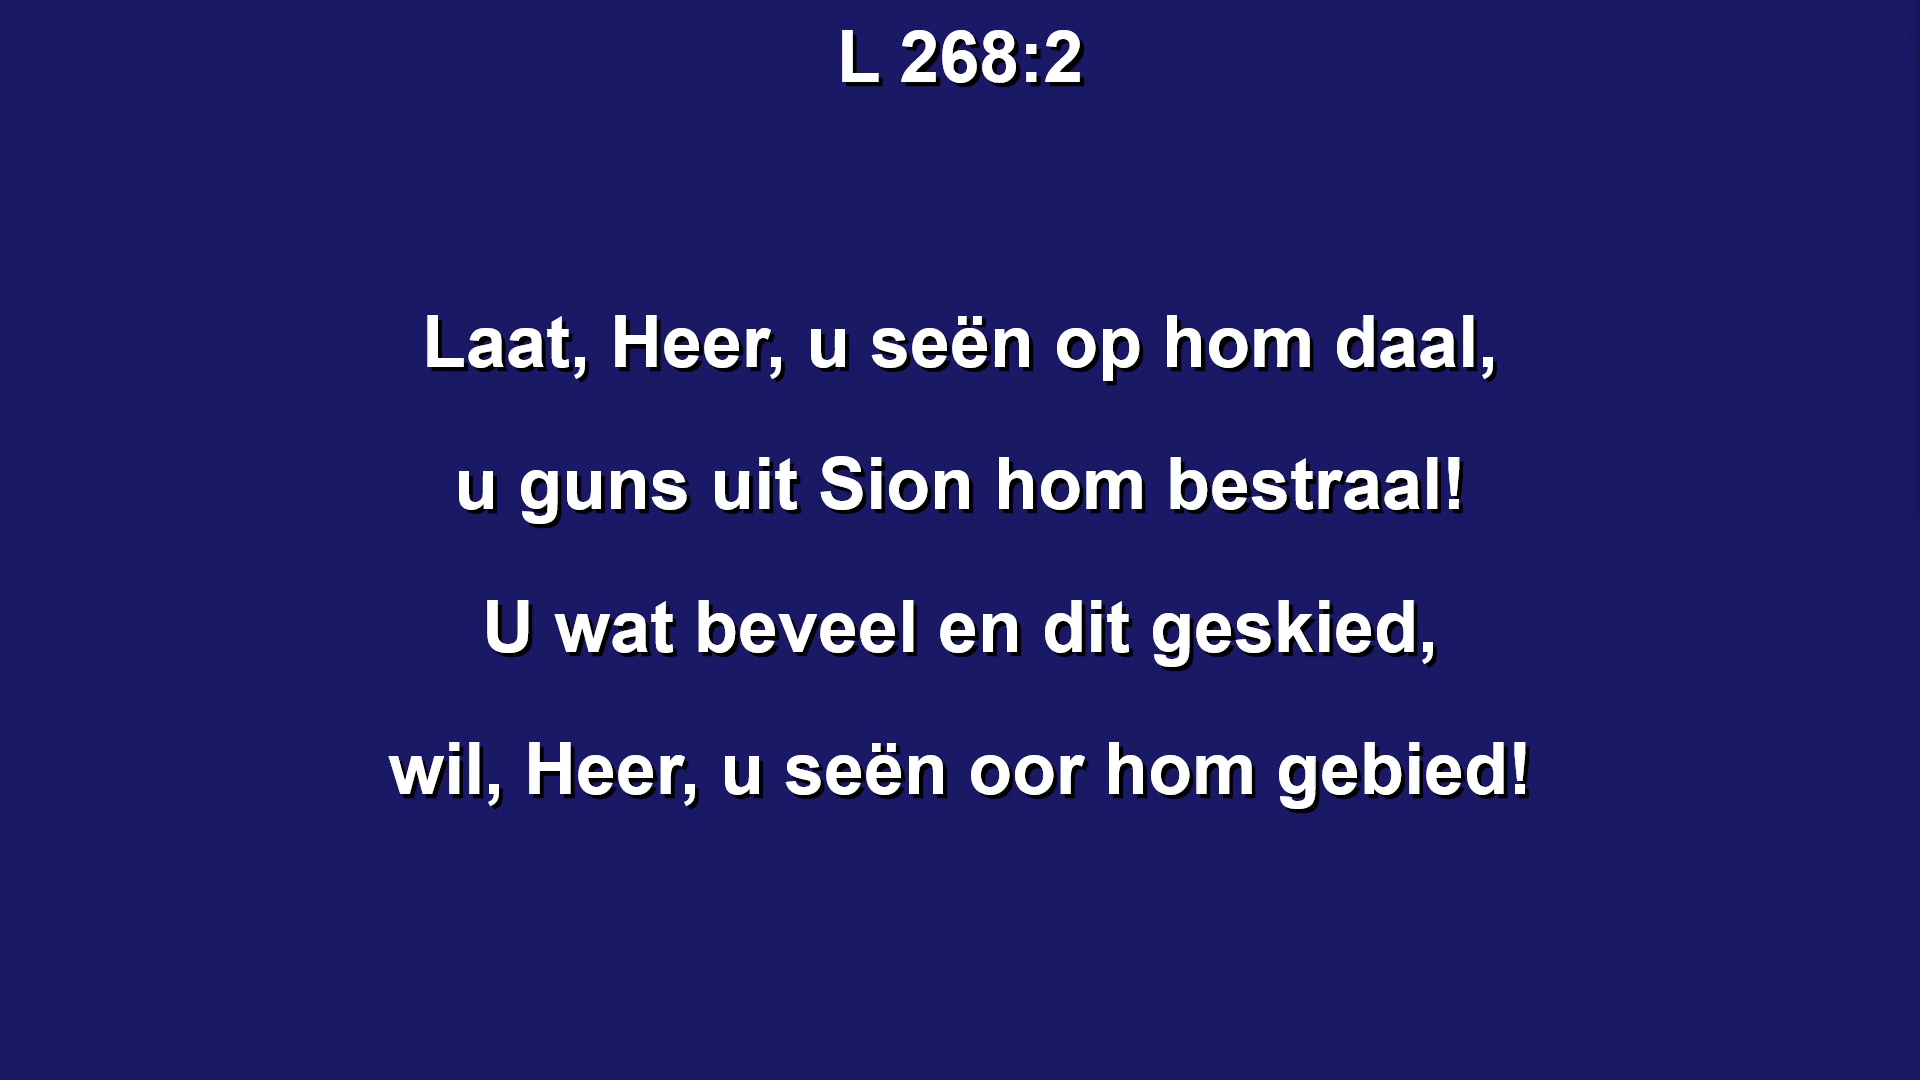 L 268:2
Laat, Heer, u seën op hom daal,
u guns uit Sion hom bestraal!
U wat beveel en dit geskied,
wil, Heer, u seën oor hom gebied!